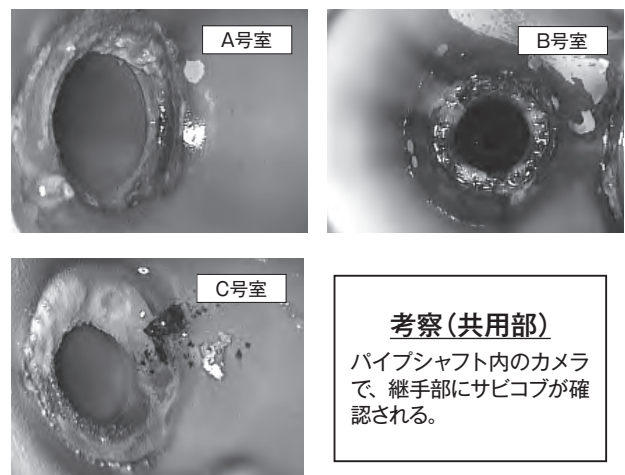 A号室
B号室
C号室
考察（共用部）
パイプシャフト内のカメラ
で、継手部にサビコブが確
認される。